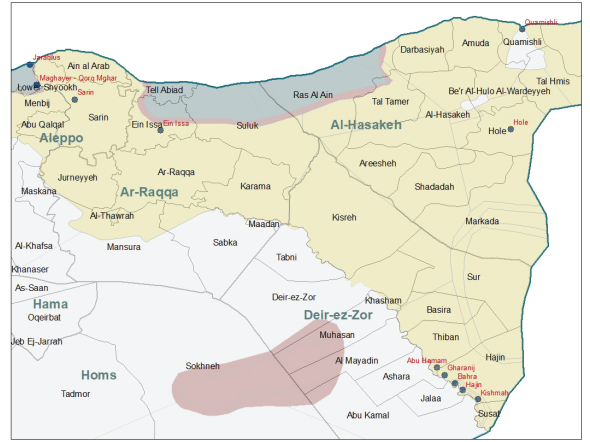 Quamishli
Amuda
Quamishli
Darbasiyah
Jarablus
Ain al Arab
Maghayer - Qorq Mghar
Lower Shyookh
Sarin
Menbij
Tell Abiad
Ras Al Ain
Tal Hmis
Be'r Al-Hulo Al-Wardeyyeh
Tal Tamer
Al-Hasakeh
Abu Qalqal
Sarin
Ein Issa
Ein Issa
Suluk
Al-Hasakeh
Hole
Hole
Aleppo
Areesheh
Ar-Raqqa
Jurneyyeh
Karama
Shadadah
Maskana
Ar-Raqqa
Al-Thawrah
Kisreh
Markada
Maadan
Al-Khafsa
Mansura
Sabka
Tabni
Khanaser
Sur
As-Saan
Deir-ez-Zor
Khasham
Hama
Oqeirbat
Deir-ez-Zor
Basira
Muhasan
Thiban
Jeb Ej-Jarrah
Abu Hamam
Al Mayadin
Hajin
Sokhneh
Gharanij
Homs
Ashara
Bahra
Hajin
Tadmor
Jalaa
Kishmah
Abu Kamal
Susat